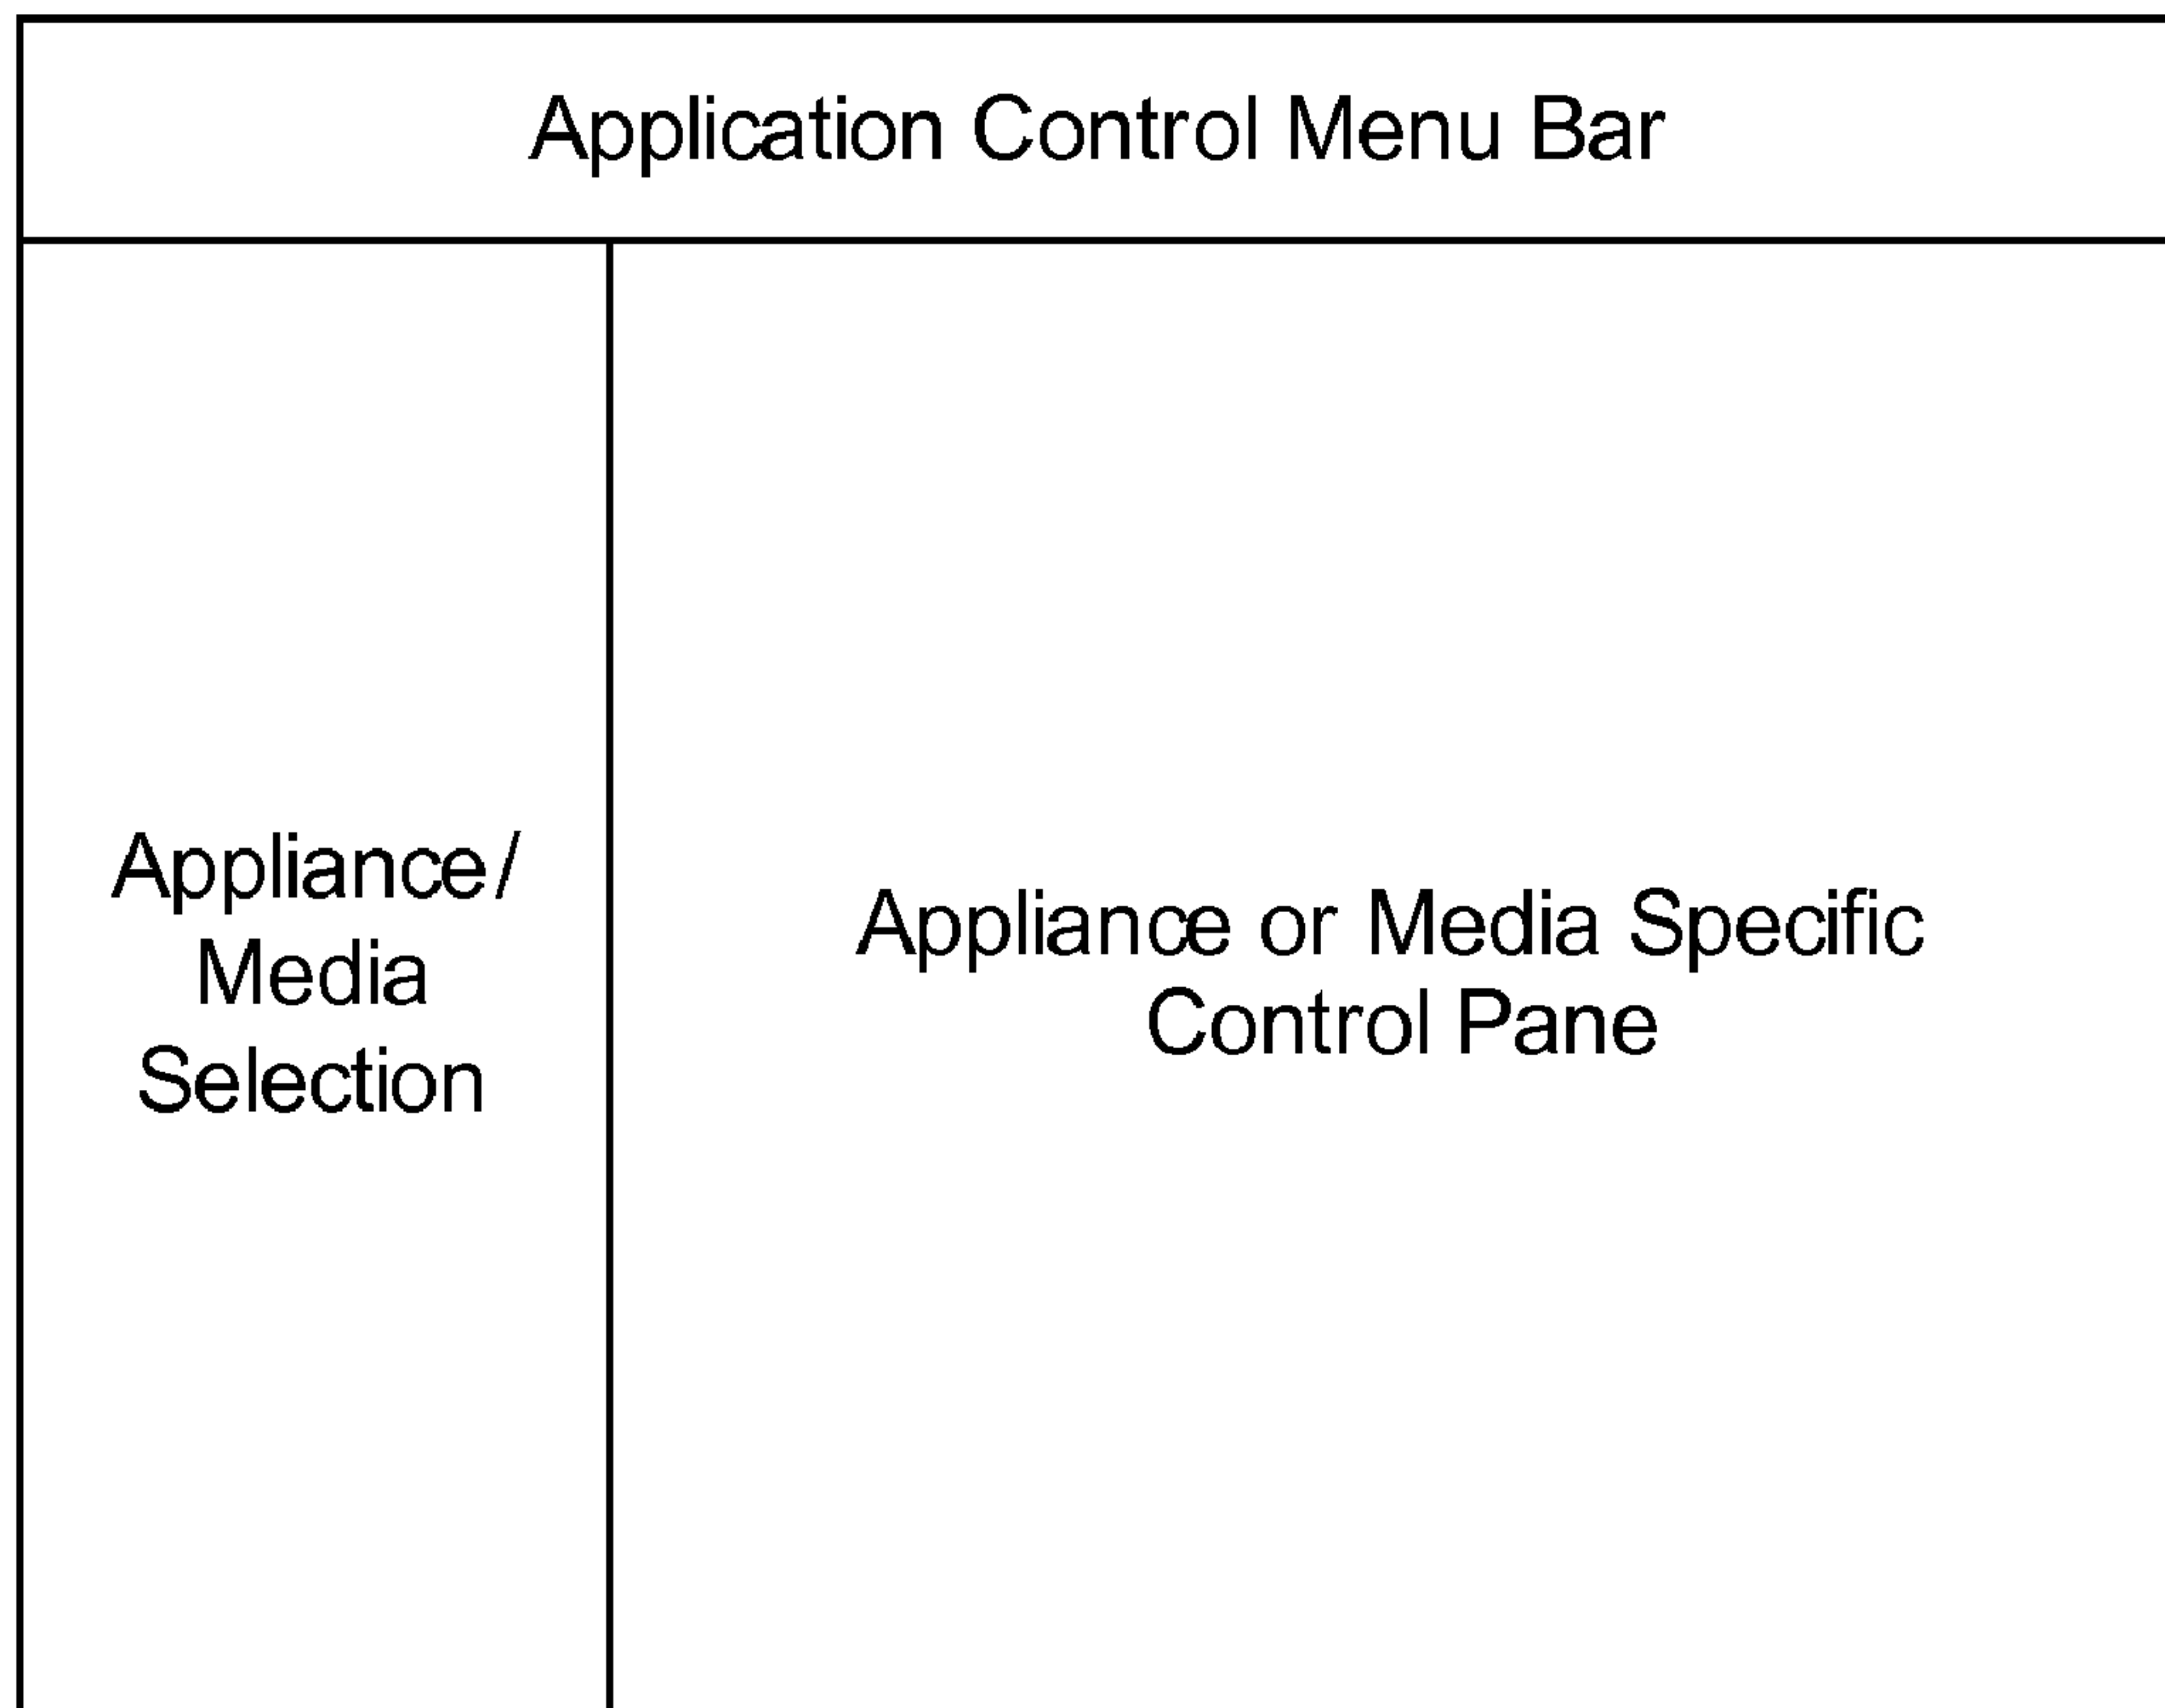 Application Control Menu Bar
Appliance/
Media
Selection
Appliance or Media Specific
Control Pane